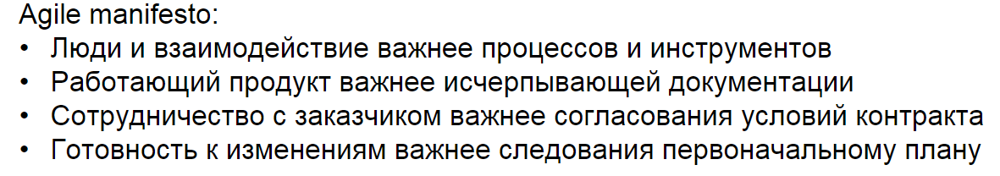 Agile manifesto:
• Люди и взаимодействие важнее процессов и инструментов
• Работающий продукт важнее исчерпывающей документации
• Сотрудничество с заказчиком важнее согласования условий контракта
• Готовность к изменениям важнее следования первоначальному плану